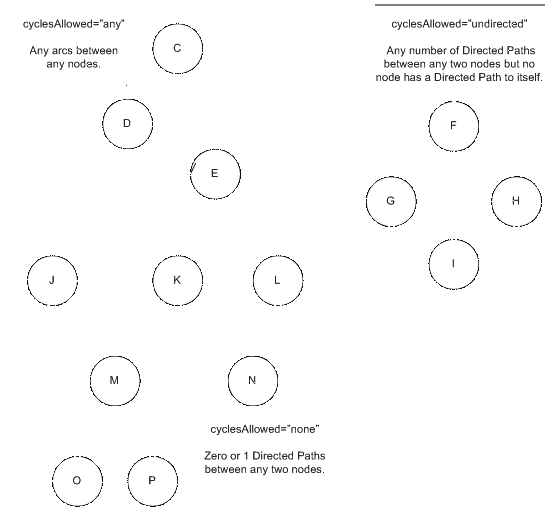 cyclesAllowed="any"
Any arcs between
any nodes.
C
D
E
cyclesAllowed="undirected"
Any number of Directed Paths
between any two nodes but no
node has a Directed Path to itself.
F
G
H
I
J
K
L
M
N
cyclesAllowed="none"
Zero or 1 Directed Paths
between any two nodes.
O
P